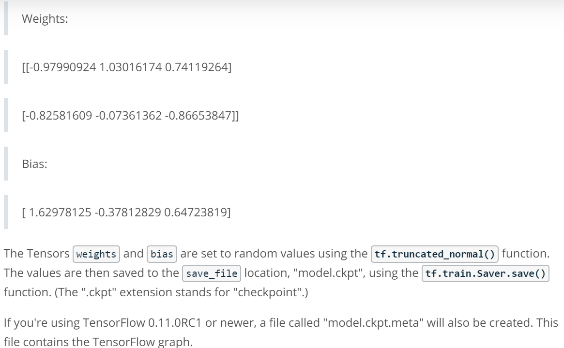 Weights:
[[-0.97990924 1.03016174 0.74119264]
[-0.82581609 -0.07361362 -0.86653847]]
Bias:
[ 1.62978125 -0.37812829 0.64723819]
The Tensors weights and bias are set to random values using the tf.truncated_normal() function.
The values are then saved to the save_file location, "model.ckpt", using the tf.train.Saver.save()
function. (The ".ckpt" extension stands for "checkpoint".)
If you're using TensorFlow 0.11.0RC1 or newer, a file called "model.ckpt.meta" will also be created. This
file contains the TensorFlow graph.